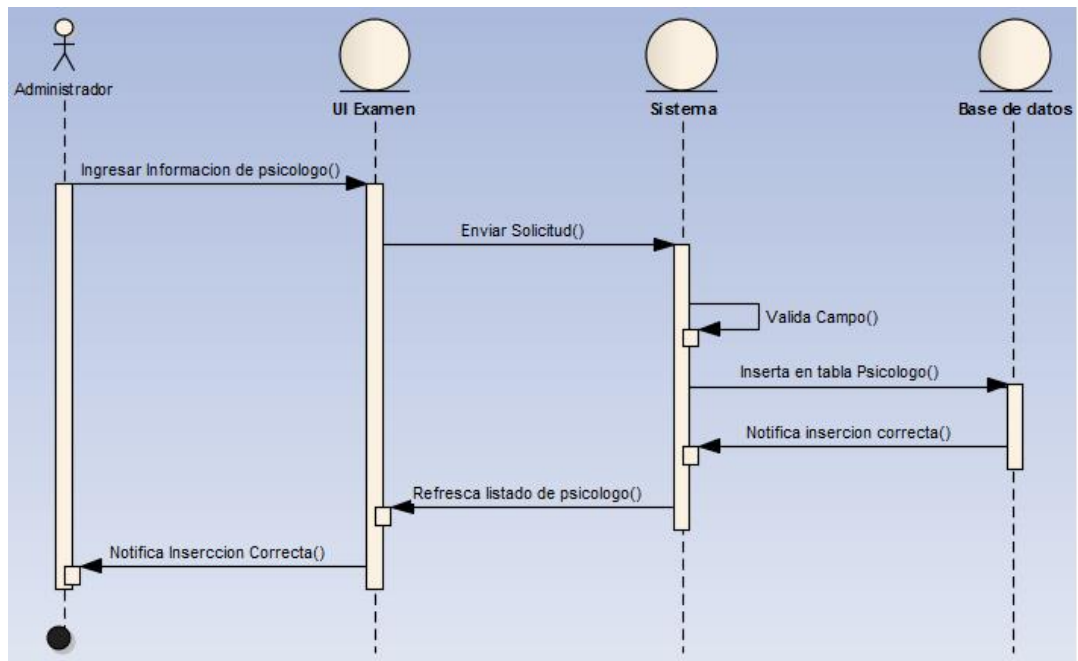 Administrador
UI Examen
Sistema
Base de datos
Ingresar Informacion de psicologo()
Enviar Solicitud()
Valida Campo()
Inserta en tabla Psicologo()
Notifica insercion correcta()
Refresca listado de psicologo()
Notifica Inserccion Correcta()